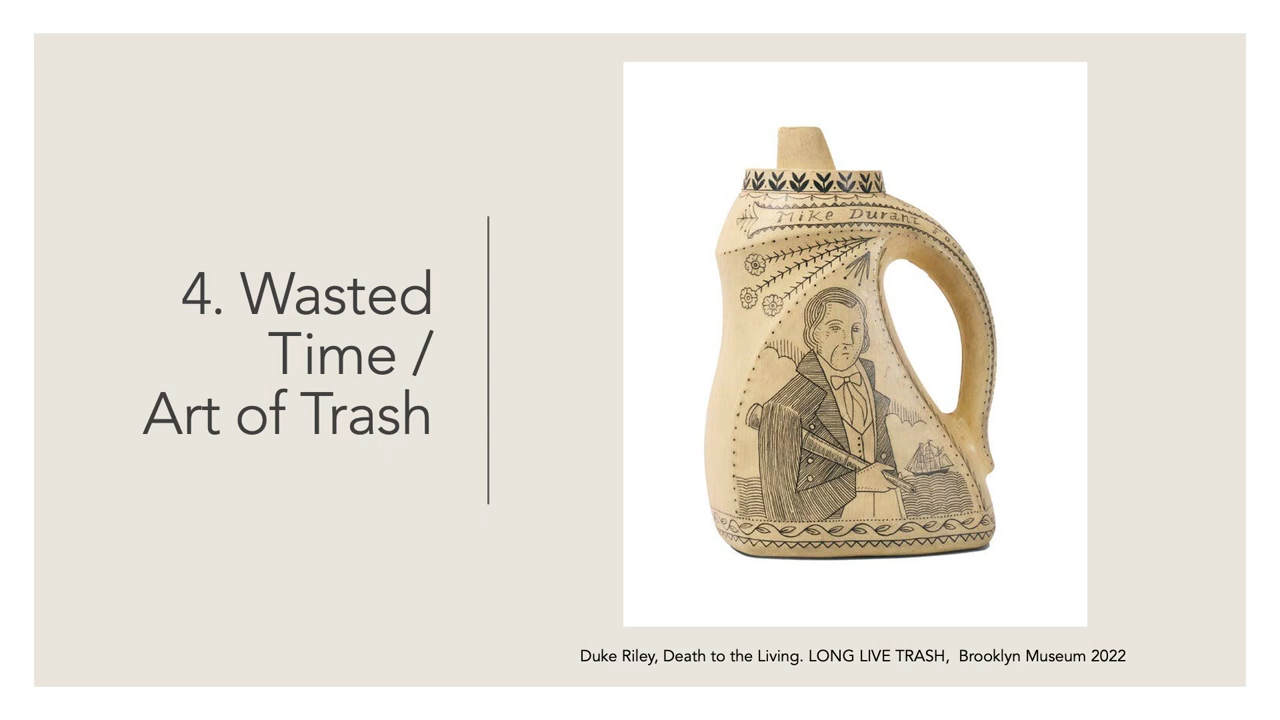 4. Wasted
Time /
Art of Trash
Mike Durant
Duke Riley, Death to the Living. LONG LIVE TRASH,  Brooklyn Museum 2022